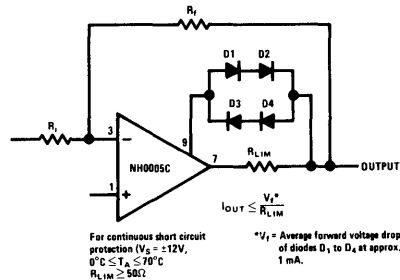 Rf
D1 D2
D3 D4
Ri
3
9
NH0005C
7
1
RLIM
OUTPUT
IOUT ≤ Vf* / RLIM
For continuous short circuit
protection (VS = ±12V,
0°C ≤ TA ≤ 70°C
RLIM ≥ 50Ω
*Vf = Average forward voltage drop
of diodes D1 to D4 at approx.
1 mA.